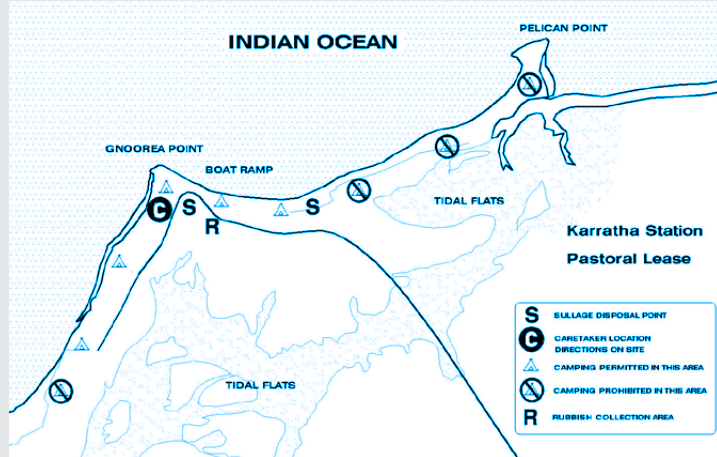 INDIAN OCEAN
PELICAN POINT
GNOOREA POINT
BOAT RAMP
C
S
R
S
TIDAL FLATS
Karratha Station
Pastoral Lease
TIDAL FLATS
S SULLAGE DISPOSAL POINT
C CARETAKER LOCATION
DIRECTIONS ON SITE
CAMPING PERMITTED IN THIS AREA
CAMPING PROHIBITED IN THIS AREA
R RUBBISH COLLECTION AREA